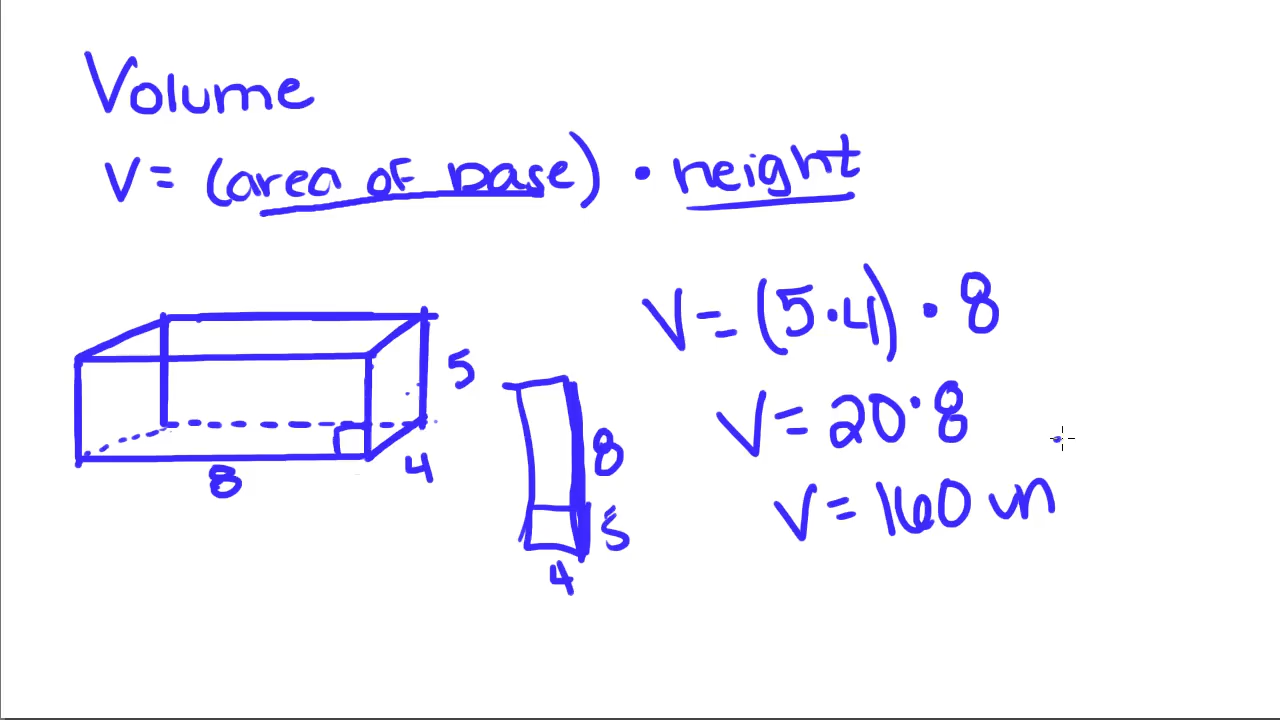 Volume
V = (area of base) · height
V = (5·4) · 8
5
V = 20·8
8
4
8
V = 160 un
5
4